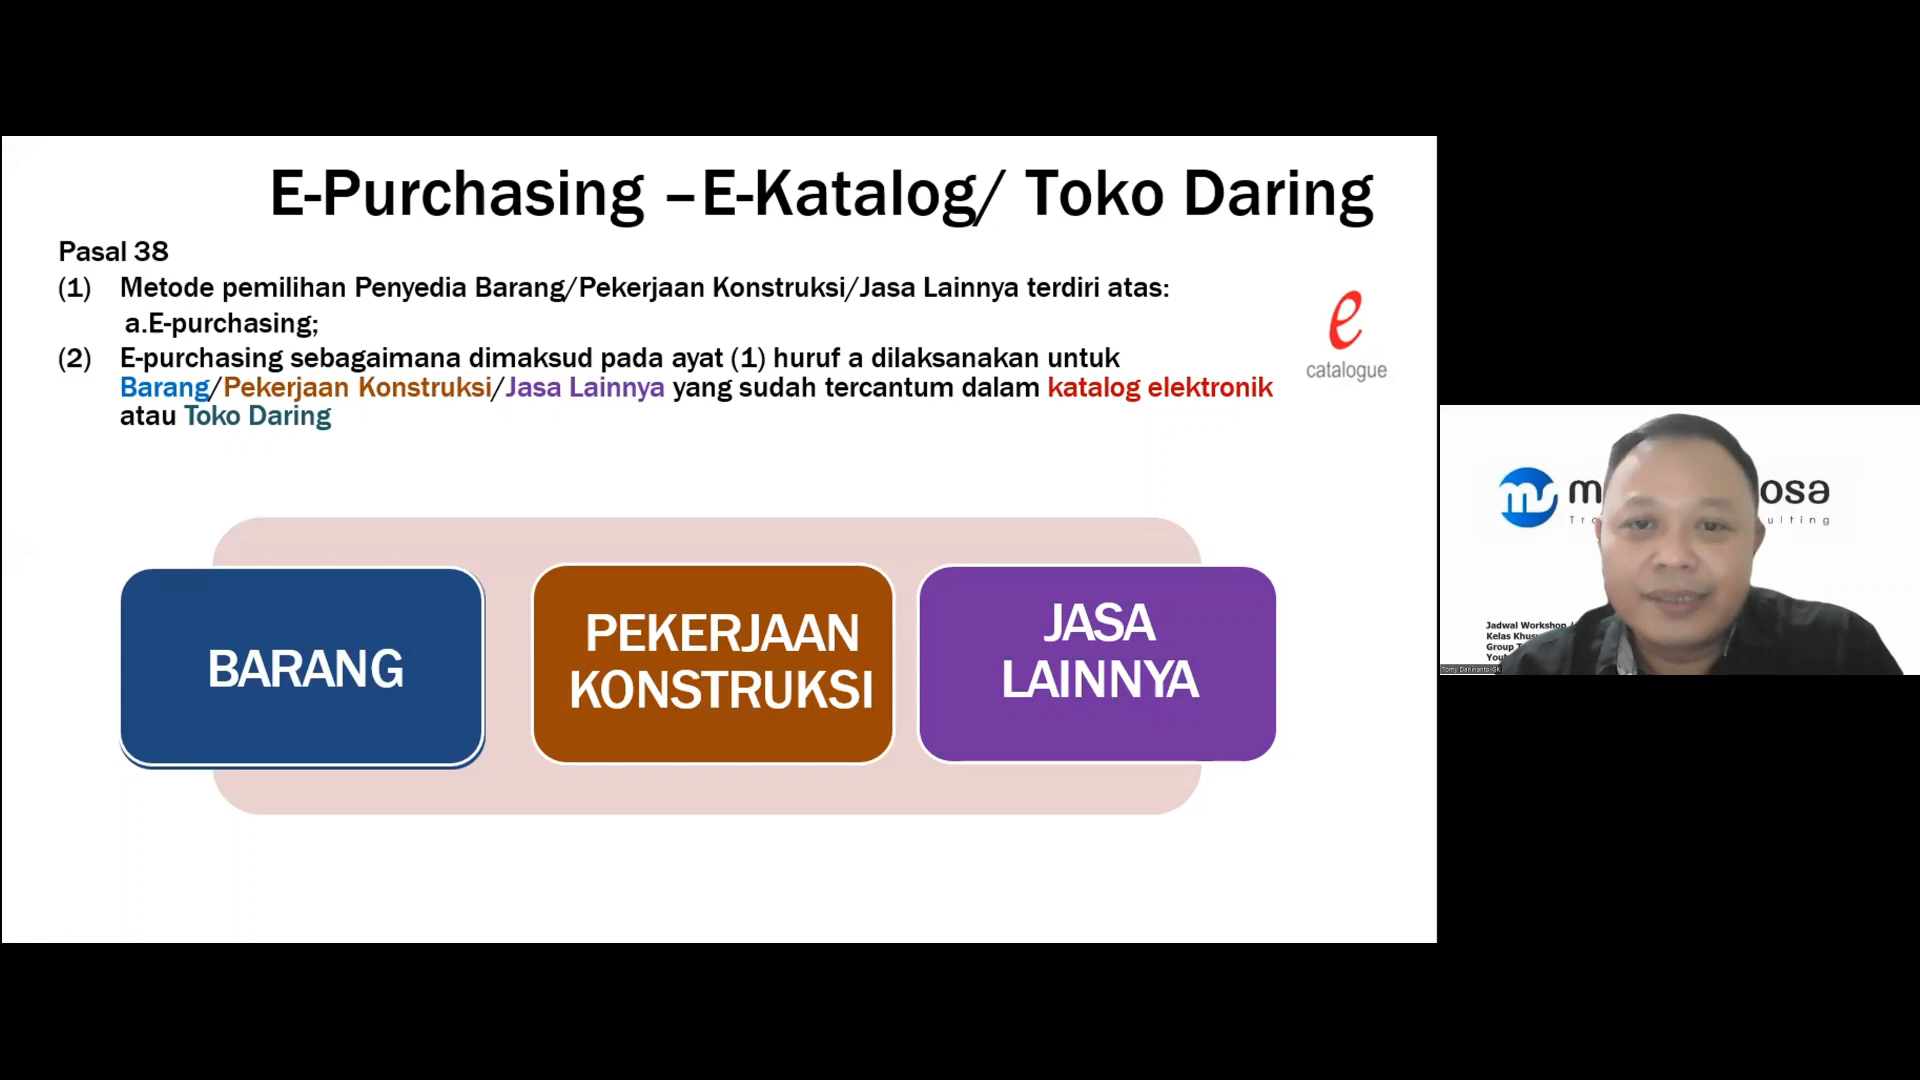 E-Purchasing –E-Katalog/ Toko Daring
Pasal 38
(1) Metode pemilihan Penyedia Barang/Pekerjaan Konstruksi/Jasa Lainnya terdiri atas:
a.E-purchasing;
(2) E-purchasing sebagaimana dimaksud pada ayat (1) huruf a dilaksanakan untuk
Barang/Pekerjaan Konstruksi/Jasa Lainnya yang sudah tercantum dalam katalog elektronik
atau Toko Daring
e
catalogue
BARANG
PEKERJAAN
KONSTRUKSI
JASA
LAINNYA
Jadwal Workshop
Kelas
Group